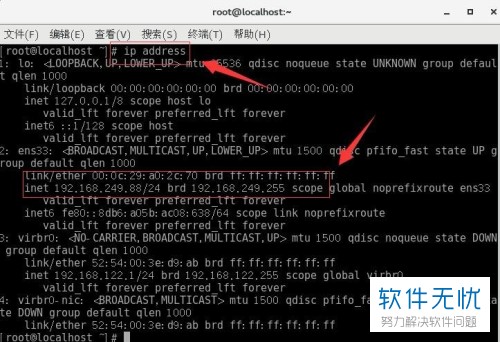 root@localhost:~
文件(F) 编辑(E) 查看(V) 搜索(S) 终端(T) 帮助(H)
[root@localhost ~]# ip address
1: lo: <LOOPBACK,UP,LOWER_UP> mtu 65536 qdisc noqueue state UNKNOWN group defaul
t qlen 1000
link/loopback 00:00:00:00:00:00 brd 00:00:00:00:00:00
inet 127.0.0.1/8 scope host lo
valid_lft forever preferred_lft forever
inet6 ::1/128 scope host
valid_lft forever preferred_lft forever
2: ens33: <BROADCAST,MULTICAST,UP,LOWER_UP> mtu 1500 qdisc pfifo_fast state UP g
roup default qlen 1000
link/ether 00:0c:29:a0:2c:70 brd ff:ff:ff:ff:ff:ff
inet 192.168.249.88/24 brd 192.168.249.255 scope global noprefixroute ens33
valid_lft forever preferred_lft forever
inet6 fe80::8db6:a05b:ac08:638/64 scope link noprefixroute
valid_lft forever preferred_lft forever
3: virbr0: <NO-CARRIER,BROADCAST,MULTICAST,UP> mtu 1500 qdisc noqueue state DOWN
group default qlen 1000
link/ether 52:54:00:3e:d9:ab brd ff:ff:ff:ff:ff:ff
inet 192.168.122.1/24 brd 192.168.122.255 scope global virbr0
valid_lft forever preferred_lft forever
4: virbr0-nic: <BROADCAST,MULTICAST> mtu 1500 qdisc pfifo_fa
ate DOWN group default qlen 1000
link/ether 52:54:00:3e:d9:ab brd ff:ff:ff:ff:ff:ff
[root@localhost ~]#
软件无忧
努力解决软件问题